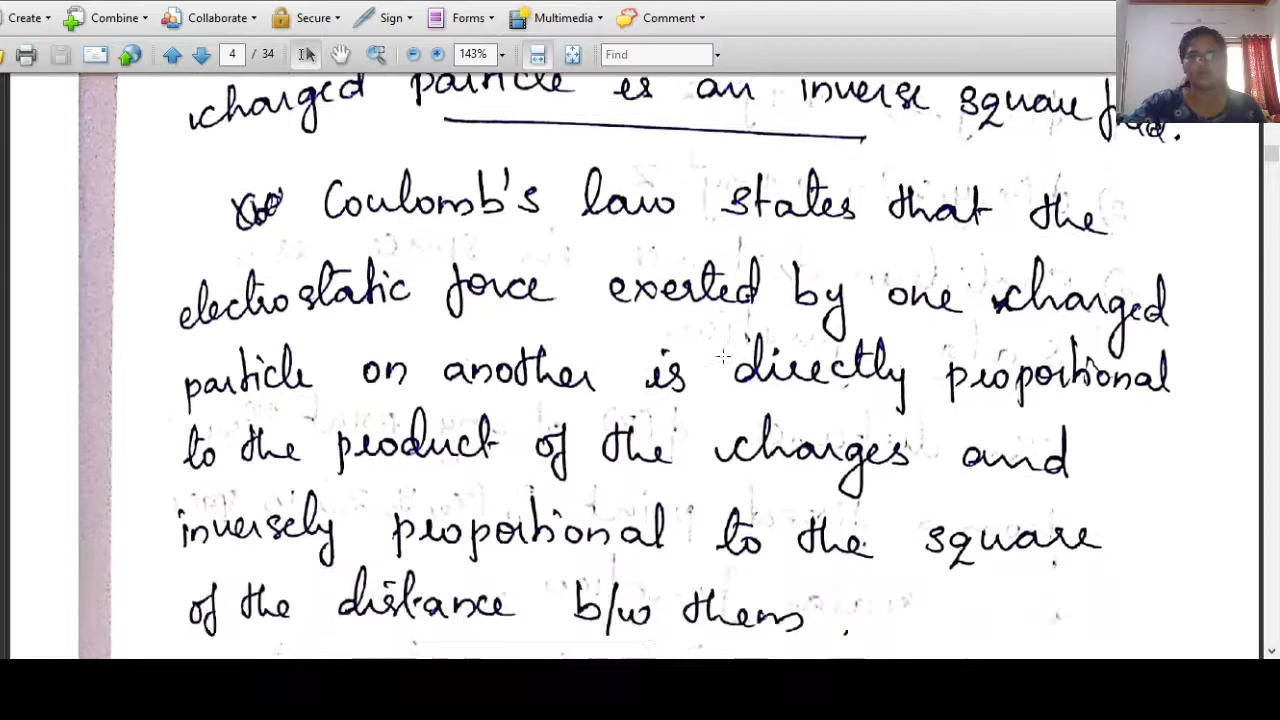 Create Combine Collaborate Secure Sign Forms Multimedia Comment
4 / 34 143% Find
charged particle is an inverse square
Coulomb's law states that the
electrostatic force exerted by one charged
particle on another is directly proportional
to the product of the charges and
inversely proportional to the square
of the distance b/w them.